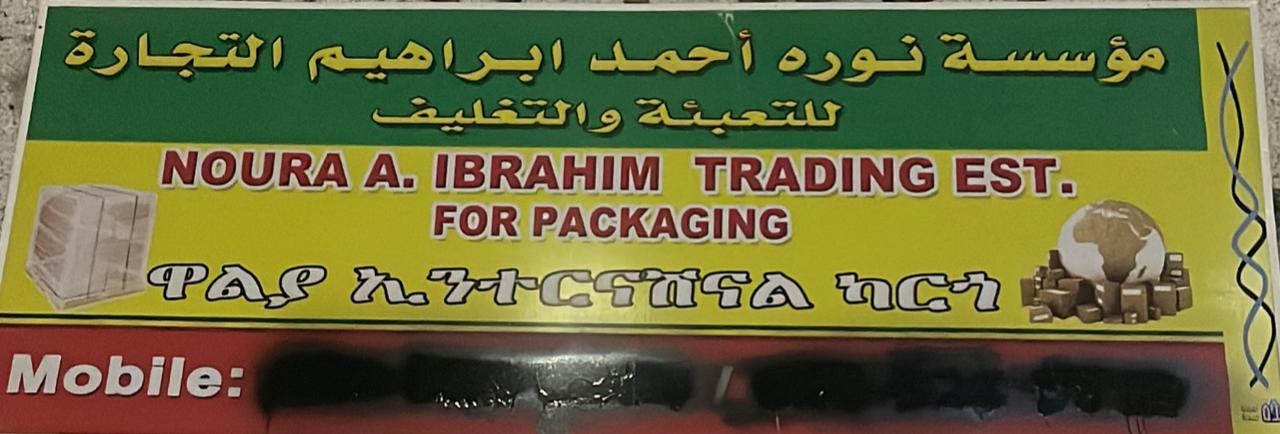 مؤسسة نوره أحمد ابراهيم التجارة
للتعبئة والتغليف
NOURA A. IBRAHIM TRADING EST.
FOR PACKAGING
ዋልያ ኢንተርናሽናል ካርጎ
Mobile: